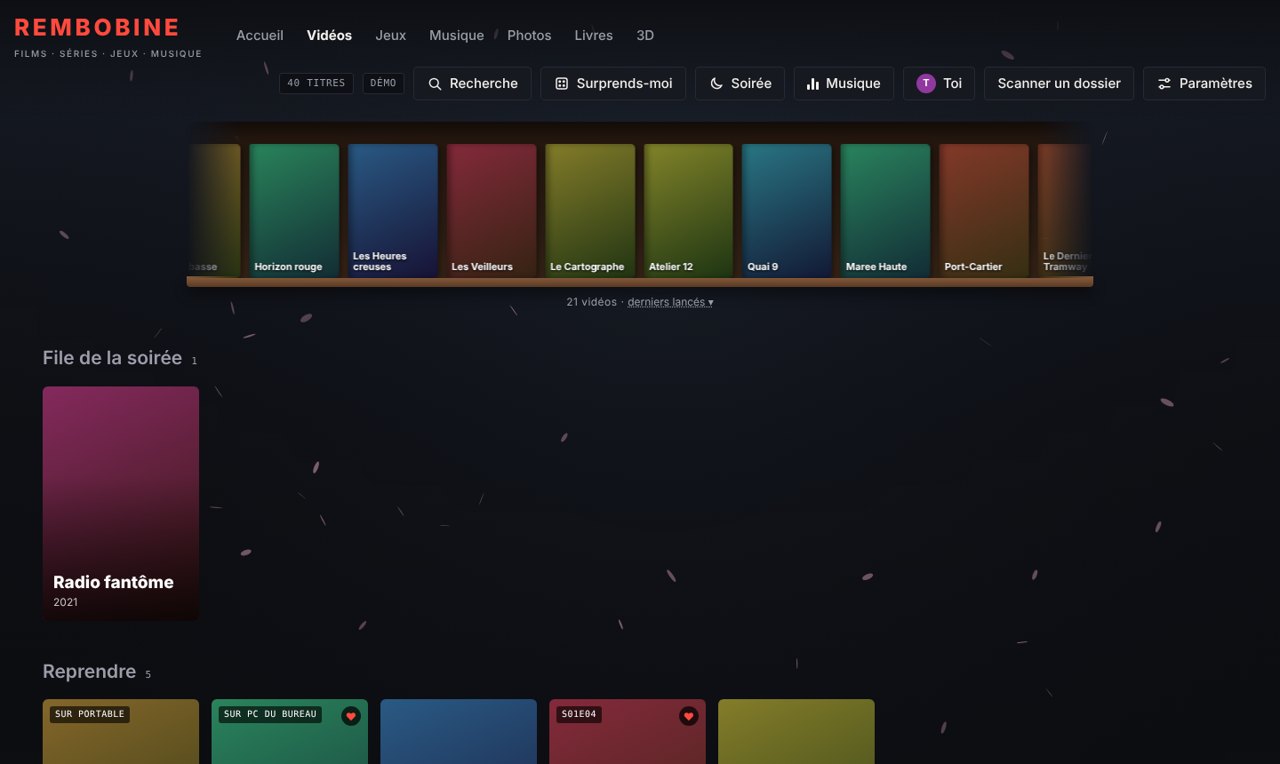 REMBOBINE
FILMS · SÉRIES · JEUX · MUSIQUE
Accueil Vidéos Jeux Musique Photos Livres 3D
40 TITRES DÉMO Recherche Surprends-moi Soirée Musique T Toi Scanner un dossier Paramètres
basse Horizon rouge Les Heures creuses Les Veilleurs Le Cartographe Atelier 12 Quai 9 Maree Haute Port-Cartier Le Dernier Tramway
21 vidéos · derniers lancés ▾
File de la soirée 1
Radio fantôme
2021
Reprendre 5
SUR PORTABLE SUR PC DU BUREAU S01E04